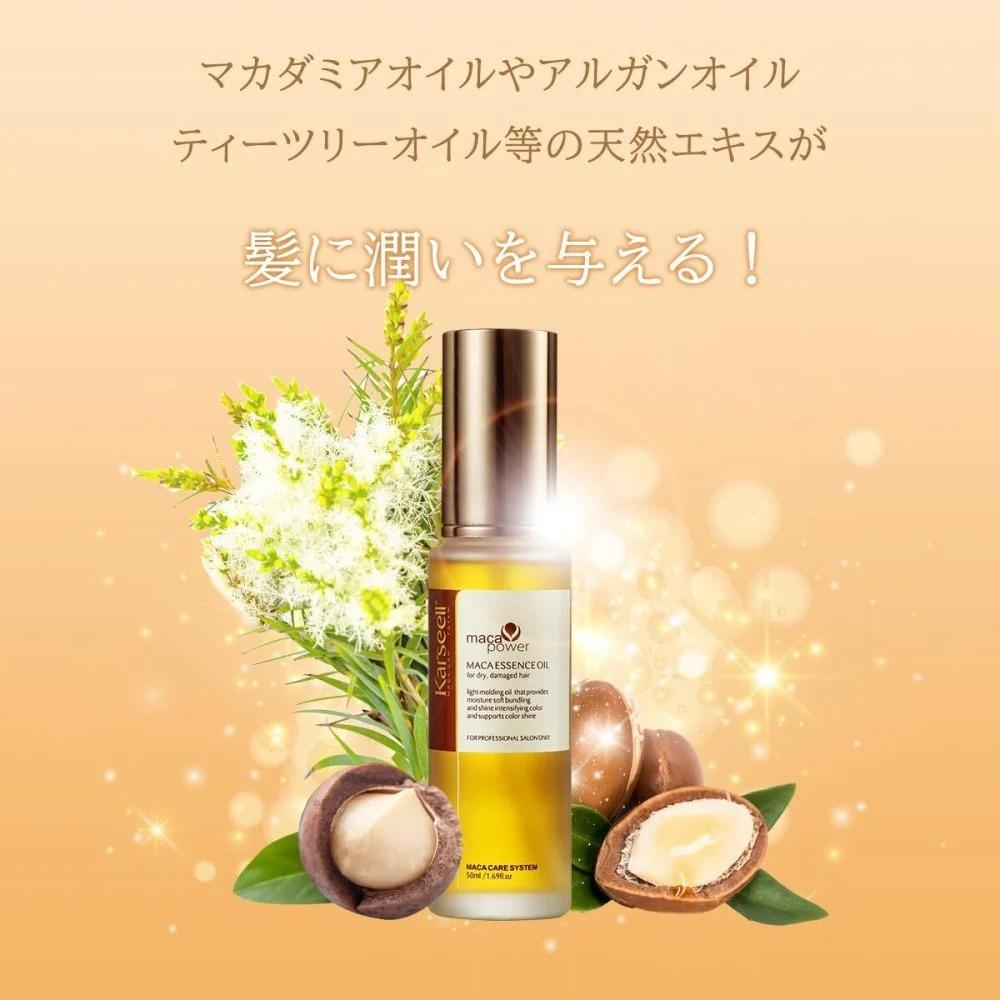 マカダミアオイルやアルガンオイル
ティーツリーオイル等の天然エキスが
髪に潤いを与える！
Karseell
maca
power
MACA ESSENCE OIL
for dry, damaged hair
light molding oil that provides
moisture soft bundling
and shine intensifying color
and supports color shine
FOR PROFESSIONAL SALON ONLY
MACA CARE SYSTEM
50ml /1.69fl.oz